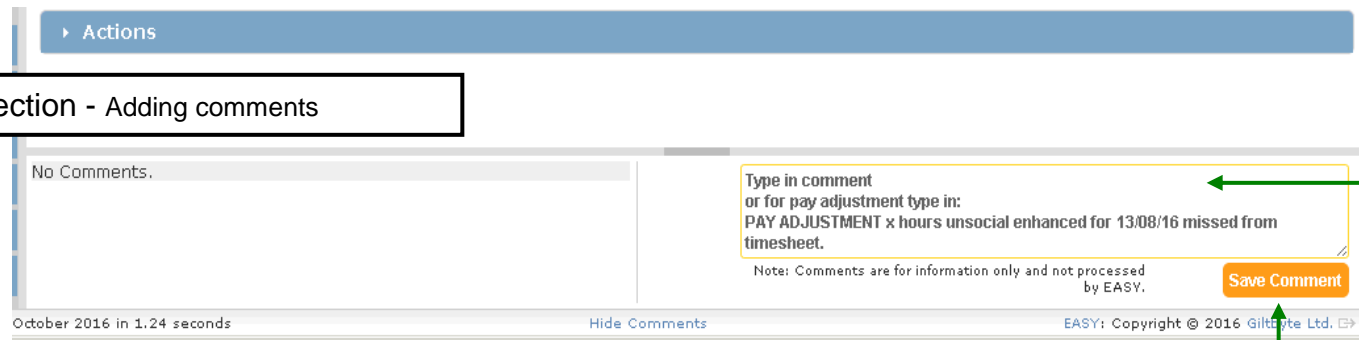 Actions
ection - Adding comments
No Comments.
Type in comment
or for pay adjustment type in:
PAY ADJUSTMENT x hours unsocial enhanced for 13/08/16 missed from
timesheet.
Note: Comments are for information only and not processed
by EASY.
Save Comment
October 2016 in 1.24 seconds
Hide Comments
EASY: Copyright © 2016 Giltbyte Ltd.